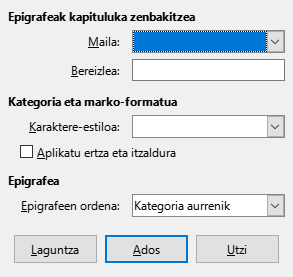 Epigrafeak kapituluka zenbakitzea
Maila:
Bereizlea:
Kategoria eta marko-formatua
Karaktere-estiloa:
Aplikatu ertza eta itzaldura
Epigrafea
Epigrafeen ordena: Kategoria aurrenik
Laguntza Ados Utzi